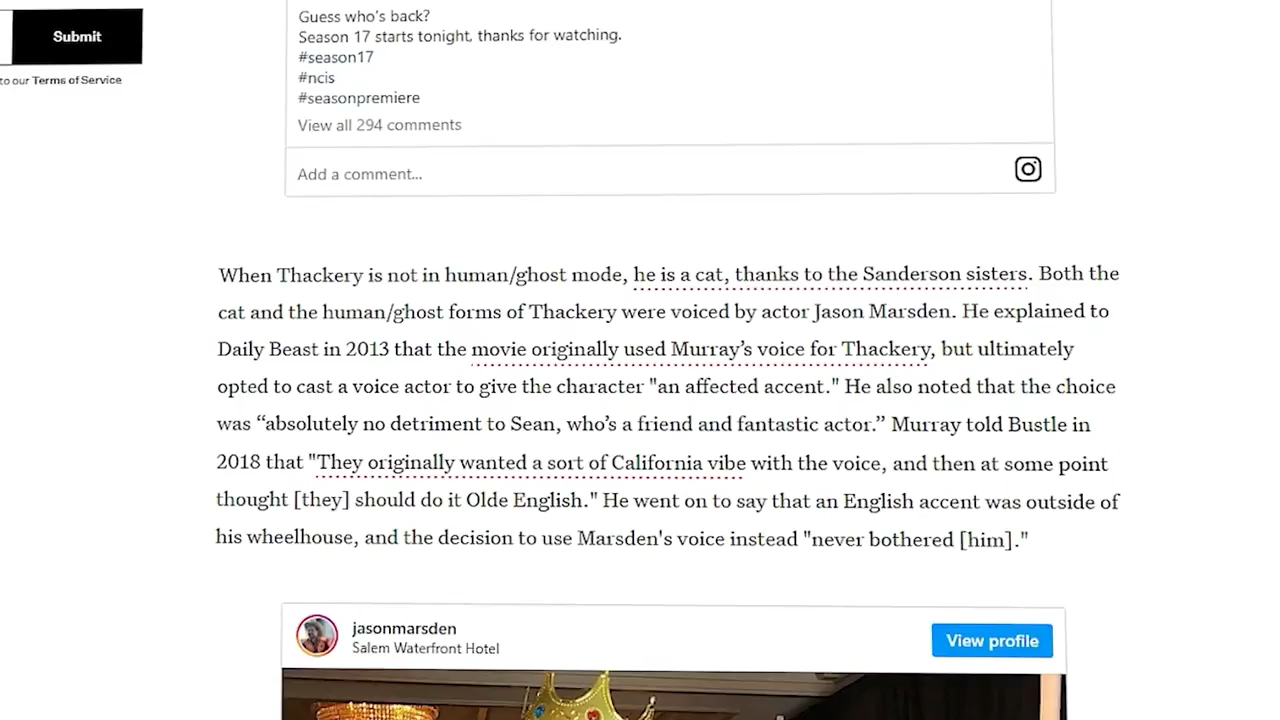 Guess who's back?
Season 17 starts tonight, thanks for watching.
Submit
#season17
#ncis
to our Terms of Service
#seasonpremiere
View all 294 comments
Add a comment...
When Thackery is not in human/ghost mode, he is a cat, thanks to the Sanderson sisters. Both the
cat and the human/ghost forms of Thackery were voiced by actor Jason Marsden. He explained to
Daily Beast in 2013 that the movie originally used Murray’s voice for Thackery, but ultimately
opted to cast a voice actor to give the character "an affected accent." He also noted that the choice
was “absolutely no detriment to Sean, who’s a friend and fantastic actor.” Murray told Bustle in
2018 that "They originally wanted a sort of California vibe with the voice, and then at some point
thought [they] should do it Olde English." He went on to say that an English accent was outside of
his wheelhouse, and the decision to use Marsden's voice instead "never bothered [him]."
jasonmarsden
Salem Waterfront Hotel
View profile